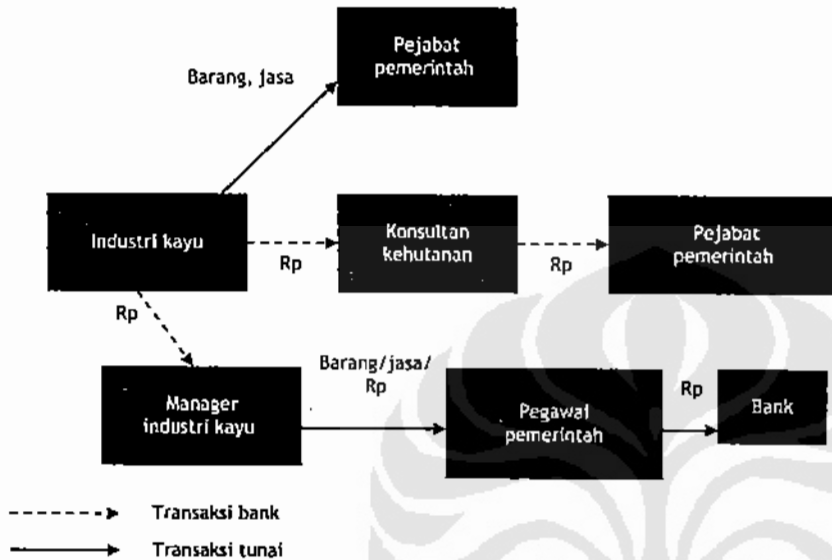 Pejabat
pemerintah
Barang, jasa
Industri kayu
Rp
Konsultan
kehutanan
Rp
Pejabat
pemerintah
Rp
Manager
industri kayu
Barang/jasa/
Rp
Pegawai
pemerintah
Rp
Bank
Transaksi bank
Transaksi tunai